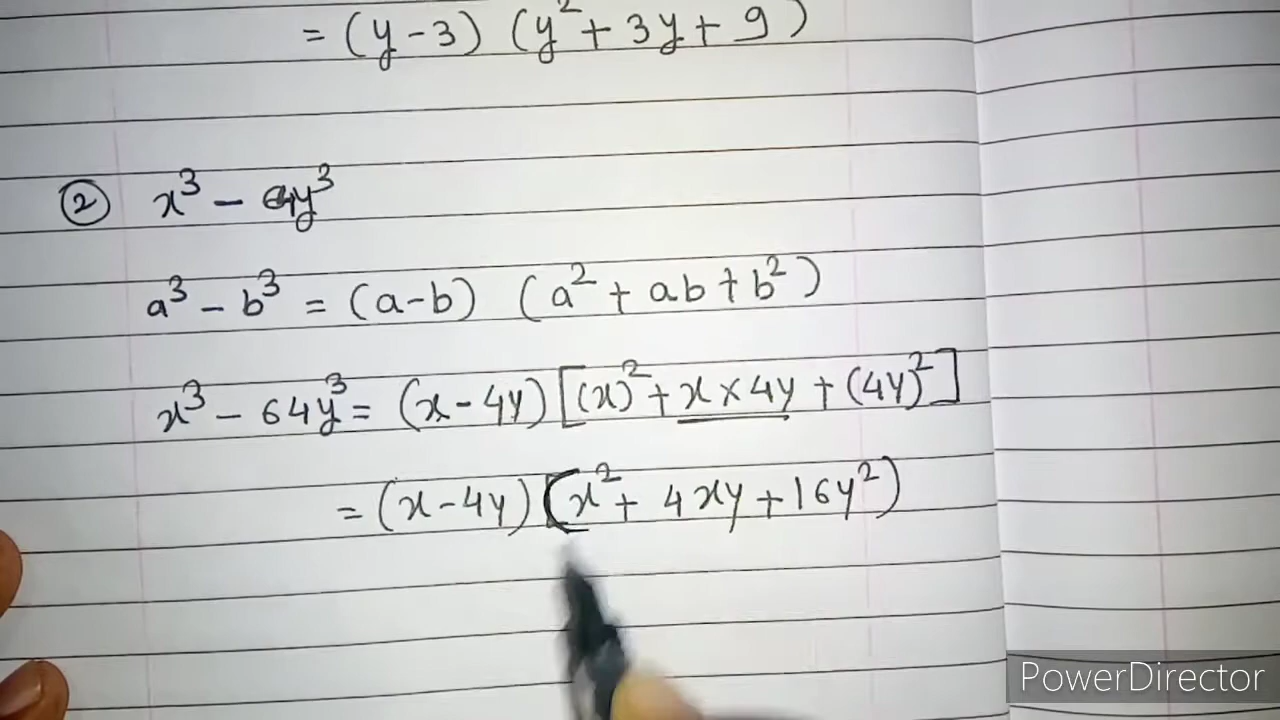 = (y - 3) (y² + 3y + 9)
② x³ - 64y³
a³ - b³ = (a - b) (a² + ab + b²)
x³ - 64y³ = (x - 4y) [(x)² + x × 4y + (4y)²]
= (x - 4y) (x² + 4xy + 16y²)
PowerDirector